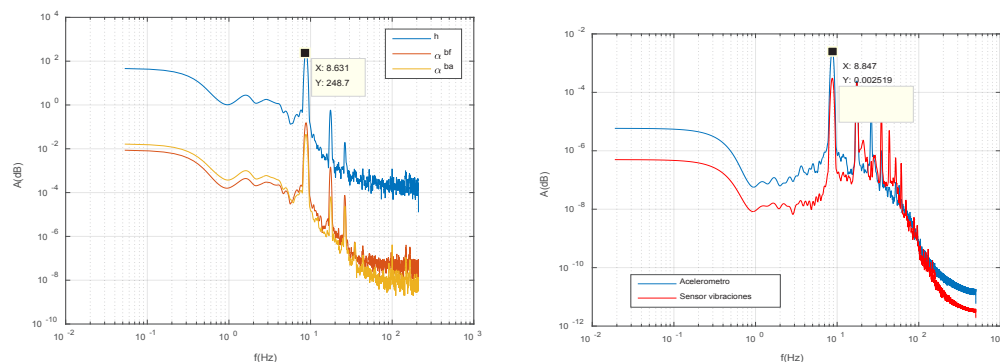 10^4
10^2
10^0
10^-2
10^-4
10^-6
10^-8
10^-10
A(dB)
h
α bf
α ba
X: 8.631
Y: 248.7
10^-2
10^-1
10^0
10^1
10^2
10^3
f(Hz)
10^-2
10^-4
10^-6
10^-8
10^-10
10^-12
A(dB)
X: 8.847
Y: 0.002519
Acelerometro
Sensor vibraciones
10^-2
10^-1
10^0
10^1
10^2
10
f(Hz)